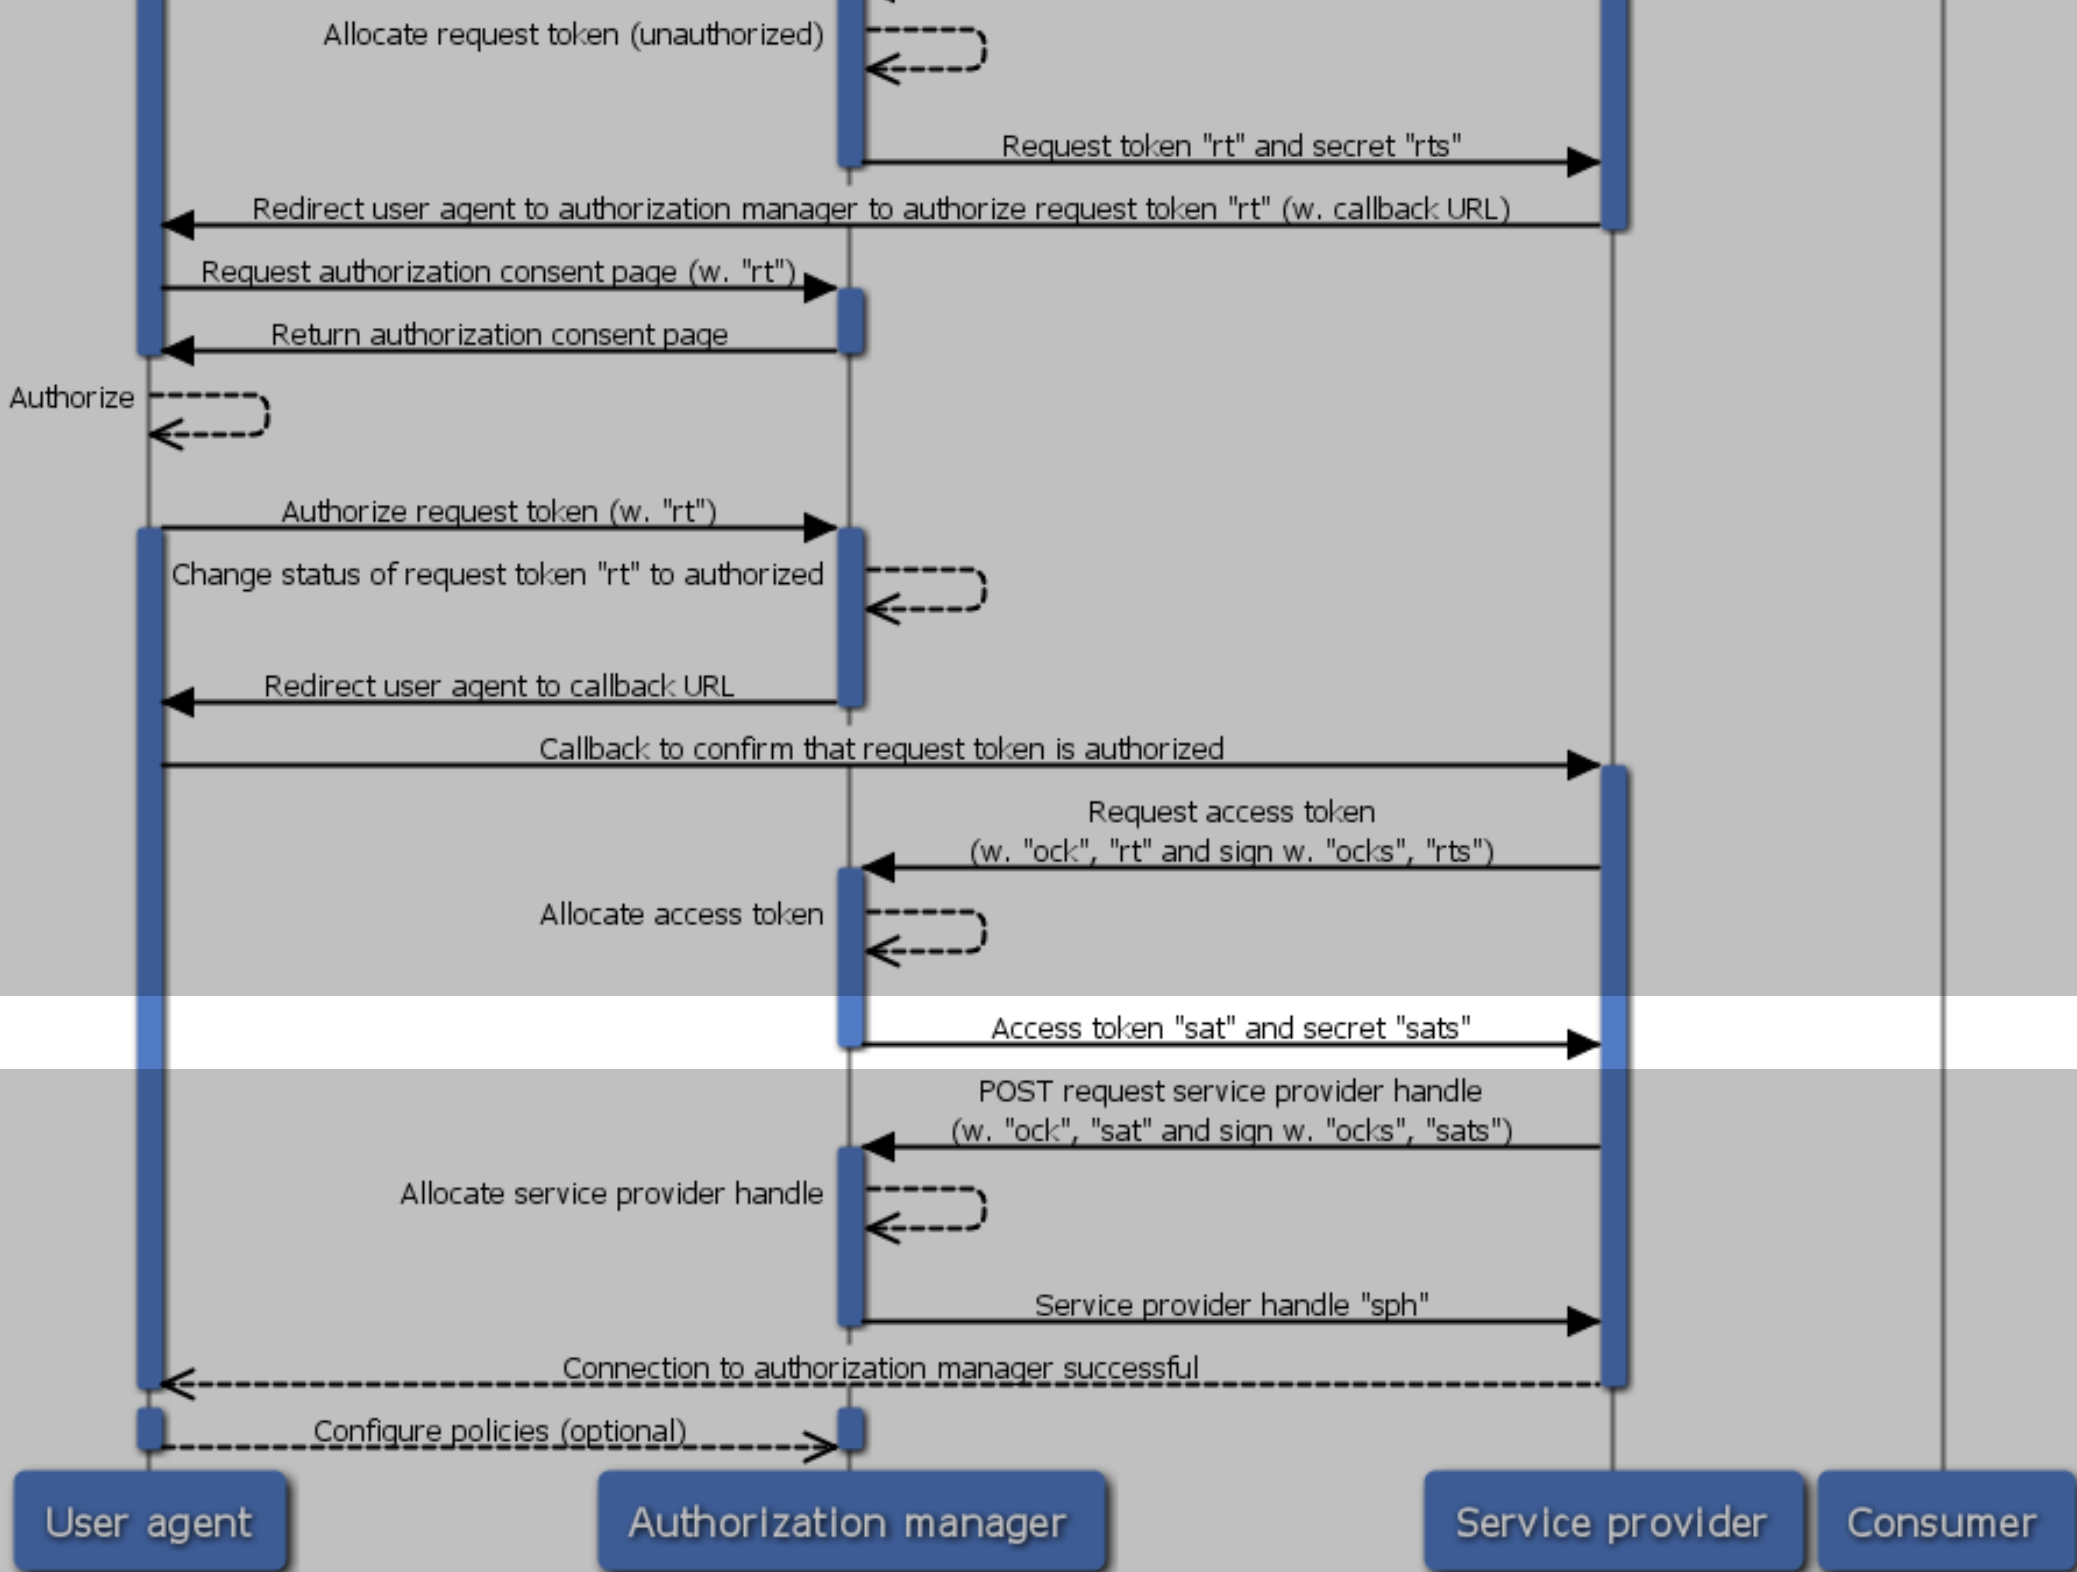 Allocate request token (unauthorized)
Request token "rt" and secret "rts"
Redirect user agent to authorization manager to authorize request token "rt" (w. callback URL)
Request authorization consent page (w. "rt")
Return authorization consent page
Authorize
Authorize request token (w. "rt")
Change status of request token "rt" to authorized
Redirect user agent to callback URL
Callback to confirm that request token is authorized
Request access token
(w. "ock", "rt" and sign w. "ocks", "rts")
Allocate access token
Access token "sat" and secret "sats"
POST request service provider handle
(w. "ock", "sat" and sign w. "ocks", "sats")
Allocate service provider handle
Service provider handle "sph"
Connection to authorization manager successful
Configure policies (optional)
User agent
Authorization manager
Service provider
Consumer